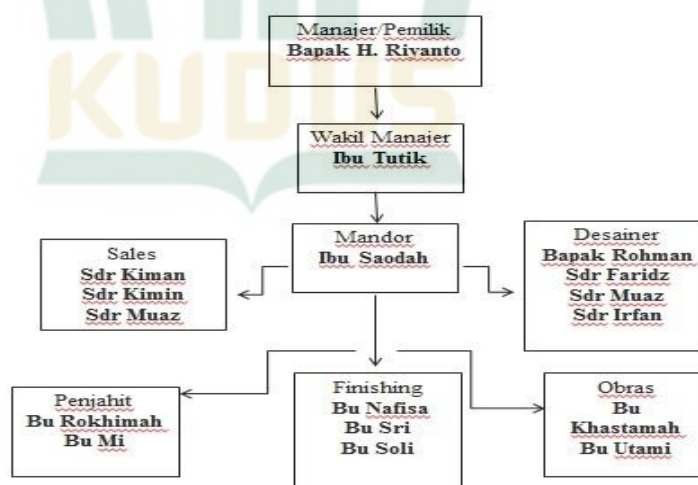 Manajer/Pemilik
Bapak H. Riyanto
KUDUS
Wakil Manajer
Ibu Tutik
Mandor
Ibu Saodah
Sales
Sdr Kiman
Sdr Kimin
Sdr Muaz
Desainer
Bapak Rohman
Sdr Faridz
Sdr Muaz
Sdr Irfan
Penjahit
Bu Rokhimah
Bu Mi
Finishing
Bu Nafisa
Bu Sri
Bu Soli
Obras
Bu
Khastamah
Bu Utami